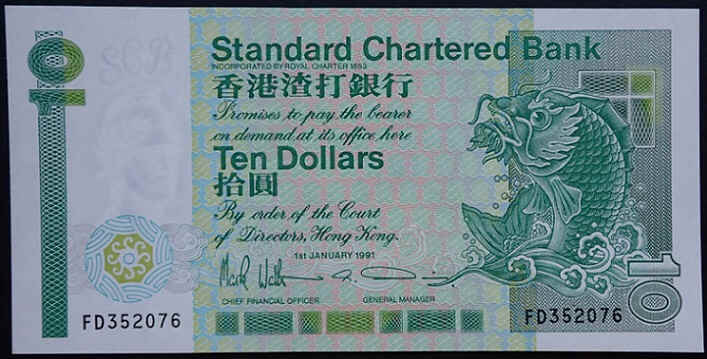 10
Standard Chartered Bank
INCORPORATED BY ROYAL CHARTER 1853
香港渣打銀行
Promises to pay the bearer
on demand at its office here
Ten Dollars
拾圓
By order of the Court
of Directors, Hong Kong.
1ST JANUARY 1991
CHIEF FINANCIAL OFFICER GENERAL MANAGER
FD352076
FD352076
10